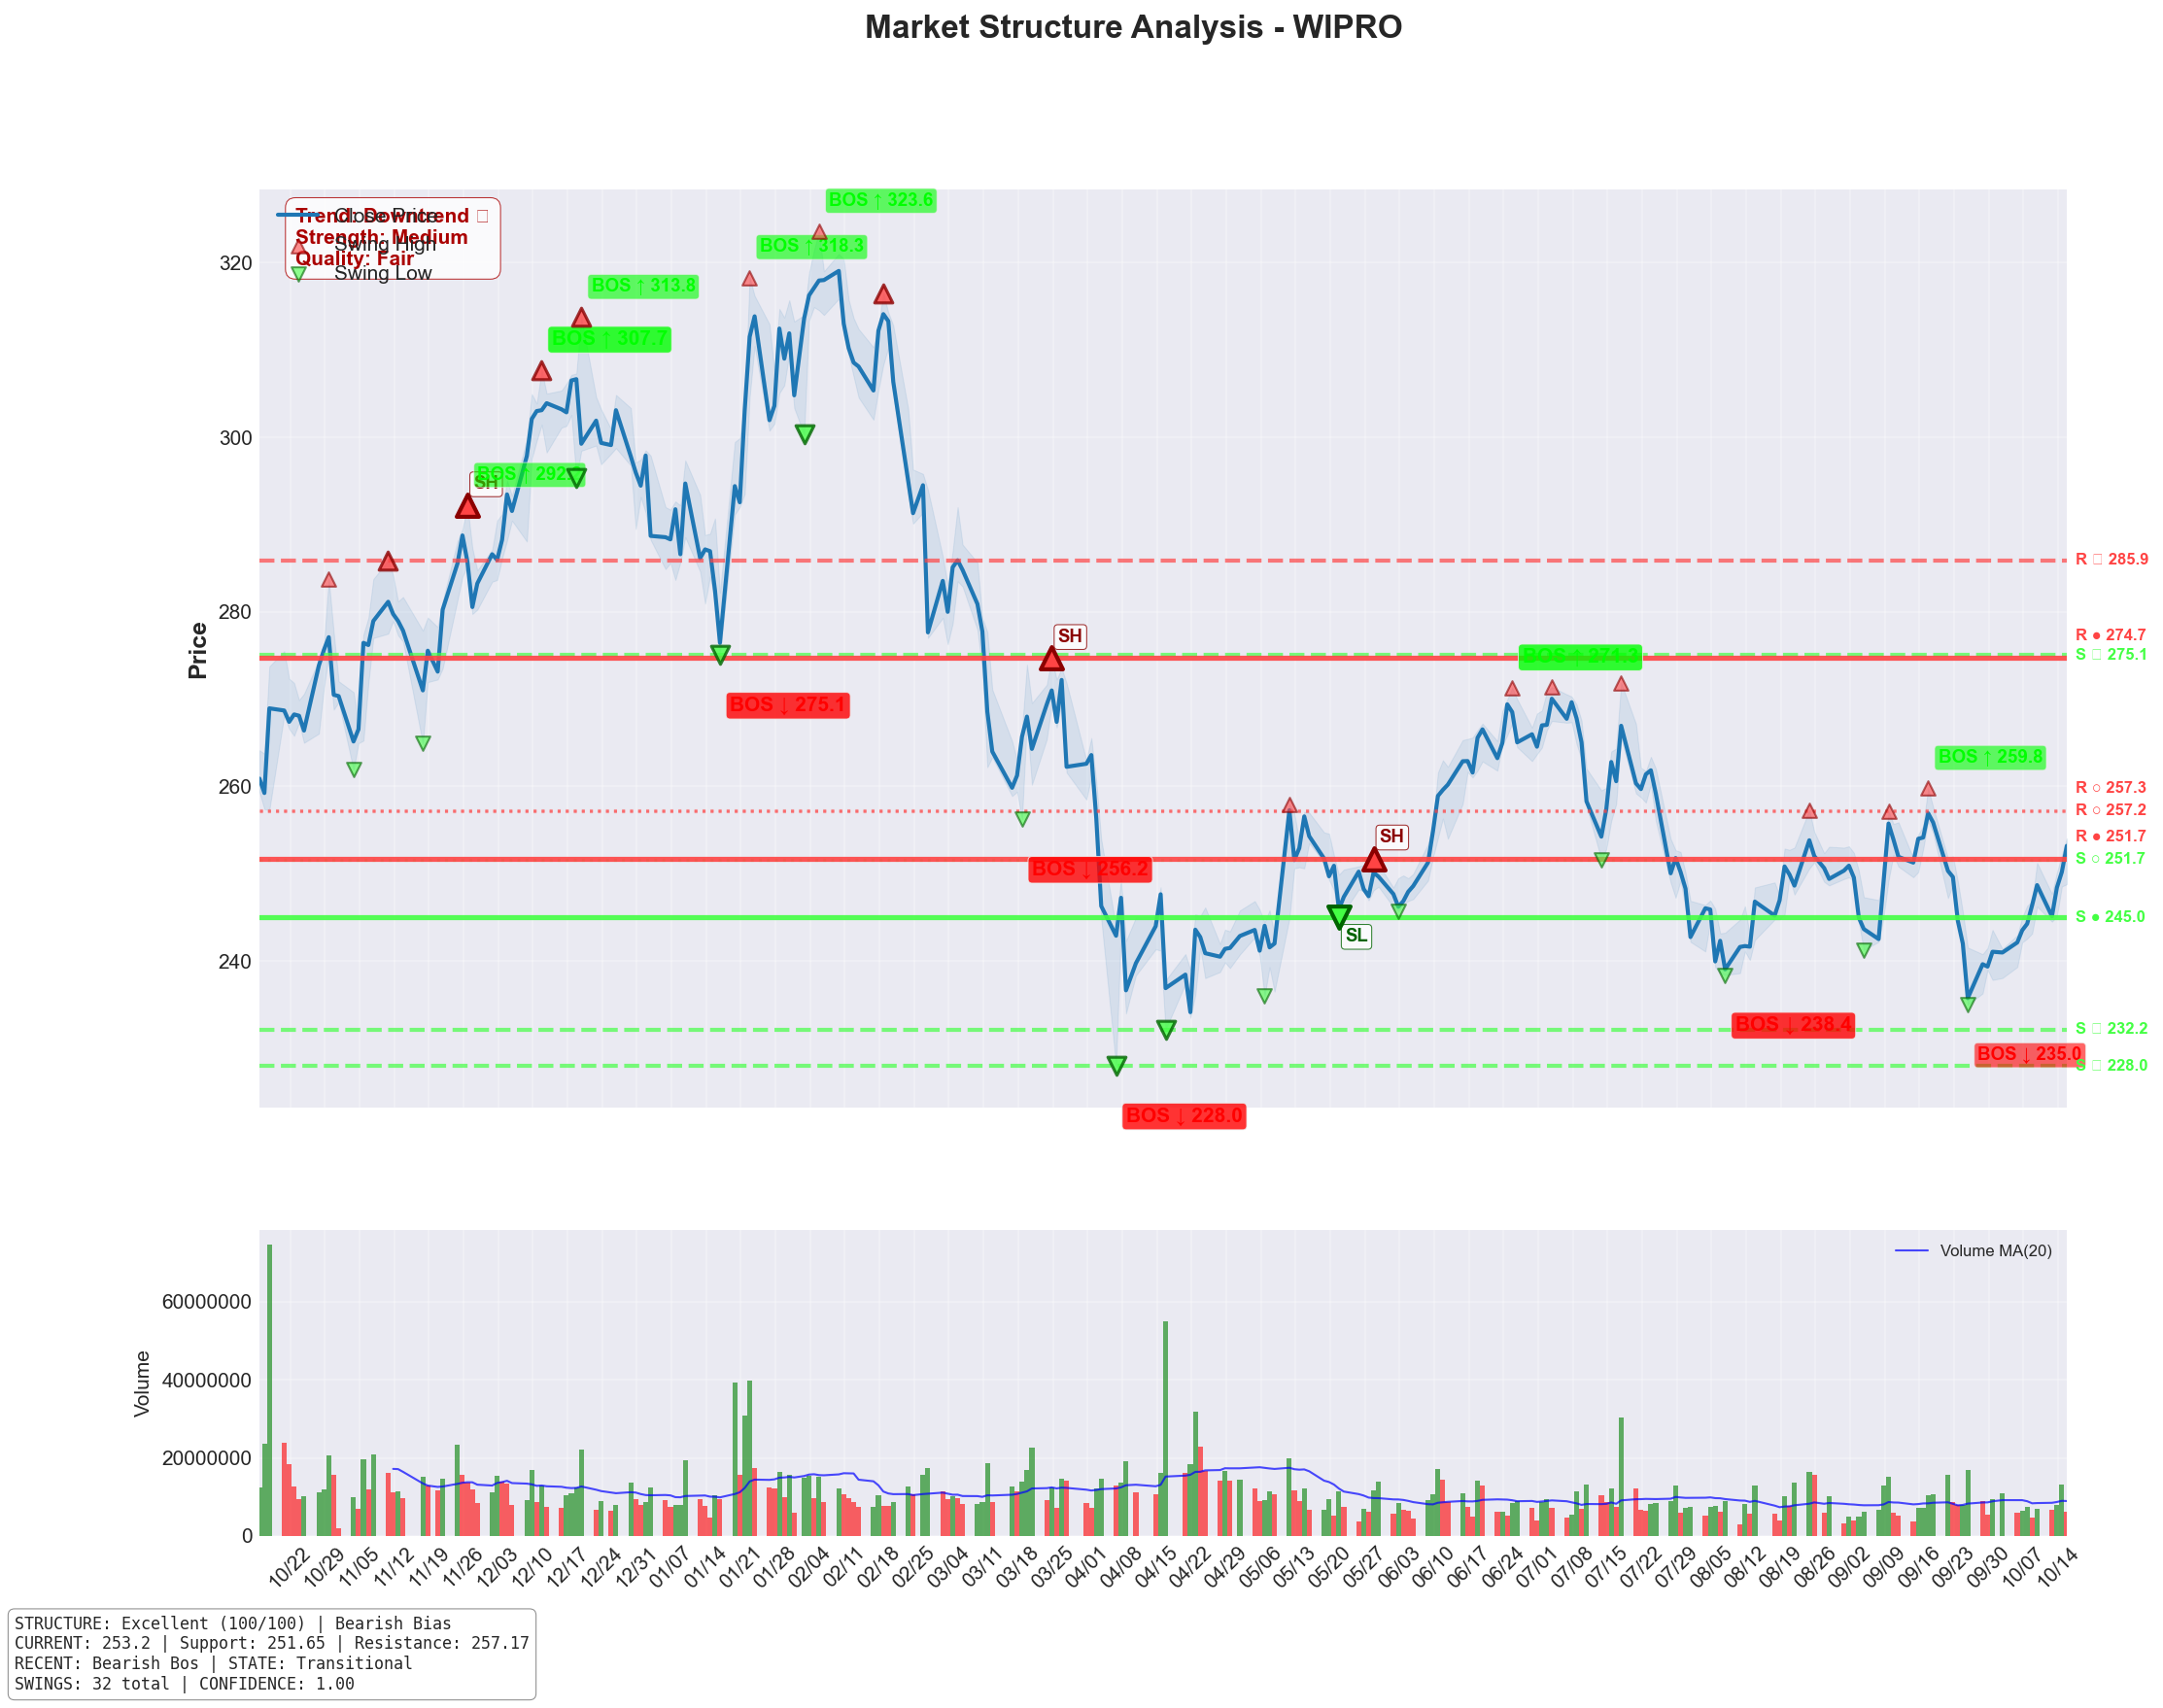 Market Structure Analysis - WIPRO
BOS ↑ 323.6
Trend: Downtrend
Close Price
Strength: Medium
Swing High
Quality: Fair
Swing Low
BOS ↑ 318.3
BOS ↑ 313.8
BOS ↑ 307.7
BOS ↑ 292.
SH
SH
BOS ↓ 275.1
BOS ↑ 271.3
BOS ↑ 259.8
SH
BOS ↓ 256.2
SL
BOS ↓ 238.4
BOS ↓ 235.0
BOS ↓ 228.0
R 285.9
R ● 274.7
S 275.1
R ○ 257.3
R ○ 257.2
R ● 251.7
S ○ 251.7
S ● 245.0
S 232.2
S 228.0
Price
320
300
280
260
240
Volume MA(20)
Volume
60000000
40000000
20000000
0
10/22 10/29 11/05 11/12 11/19 11/26 12/03 12/10 12/17 12/24 12/31 01/07 01/14 01/21 01/28 02/04 02/11 02/18 02/25 03/04 03/11 03/18 03/25 04/01 04/08 04/15 04/22 04/29 05/06 05/13 05/20 05/27 06/03 06/10 06/17 06/24 07/01 07/08 07/15 07/22 07/29 08/05 08/12 08/19 08/26 09/02 09/09 09/16 09/23 09/30 10/07 10/14
STRUCTURE: Excellent (100/100) | Bearish Bias
CURRENT: 253.2 | Support: 251.65 | Resistance: 257.17
RECENT: Bearish Bos | STATE: Transitional
SWINGS: 32 total | CONFIDENCE: 1.00